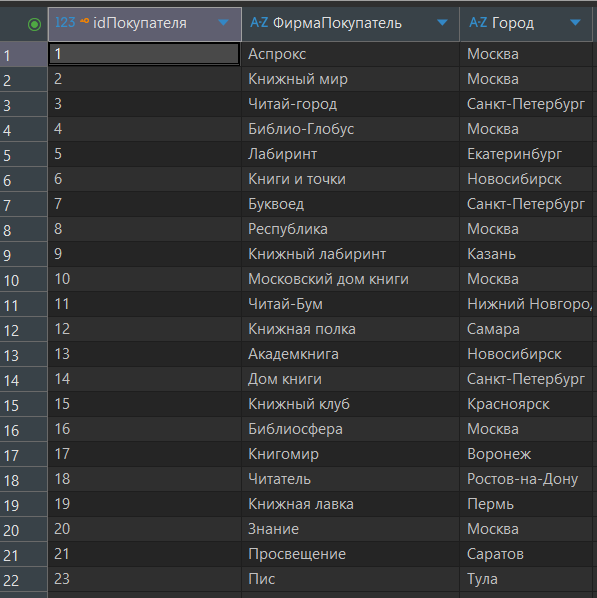 123 idПокупателя A-Z ФирмаПокупатель A-Z Город
1 1 Аспрокс Москва
2 2 Книжный мир Москва
3 3 Читай-город Санкт-Петербург
4 4 Библио-Глобус Москва
5 5 Лабиринт Екатеринбург
6 6 Книги и точки Новосибирск
7 7 Буквоед Санкт-Петербург
8 8 Республика Москва
9 9 Книжный лабиринт Казань
10 10 Московский дом книги Москва
11 11 Читай-Бум Нижний Новгоро
12 12 Книжная полка Самара
13 13 Академкнига Новосибирск
14 14 Дом книги Санкт-Петербург
15 15 Книжный клуб Красноярск
16 16 Библиосфера Москва
17 17 Книгомир Воронеж
18 18 Читатель Ростов-на-Дону
19 19 Книжная лавка Пермь
20 20 Знание Москва
21 21 Просвещение Саратов
22 23 Пис Тула